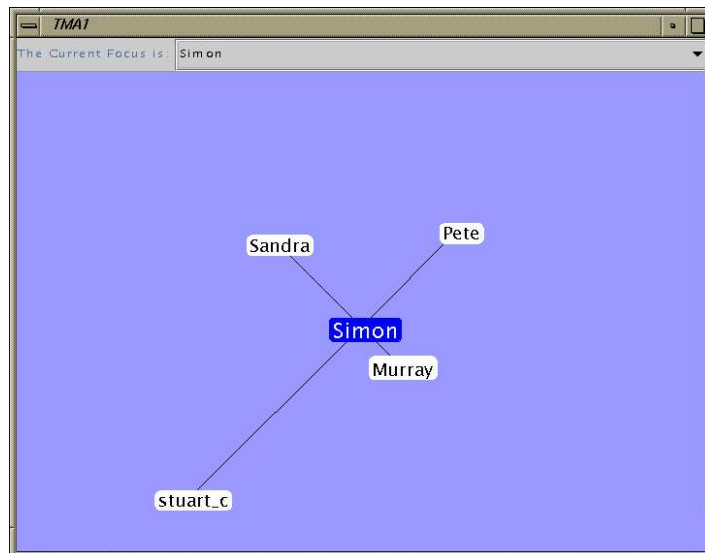 TMA1
The Current Focus is: Simon
Pete
Sandra
Simon
Murray
stuart_c